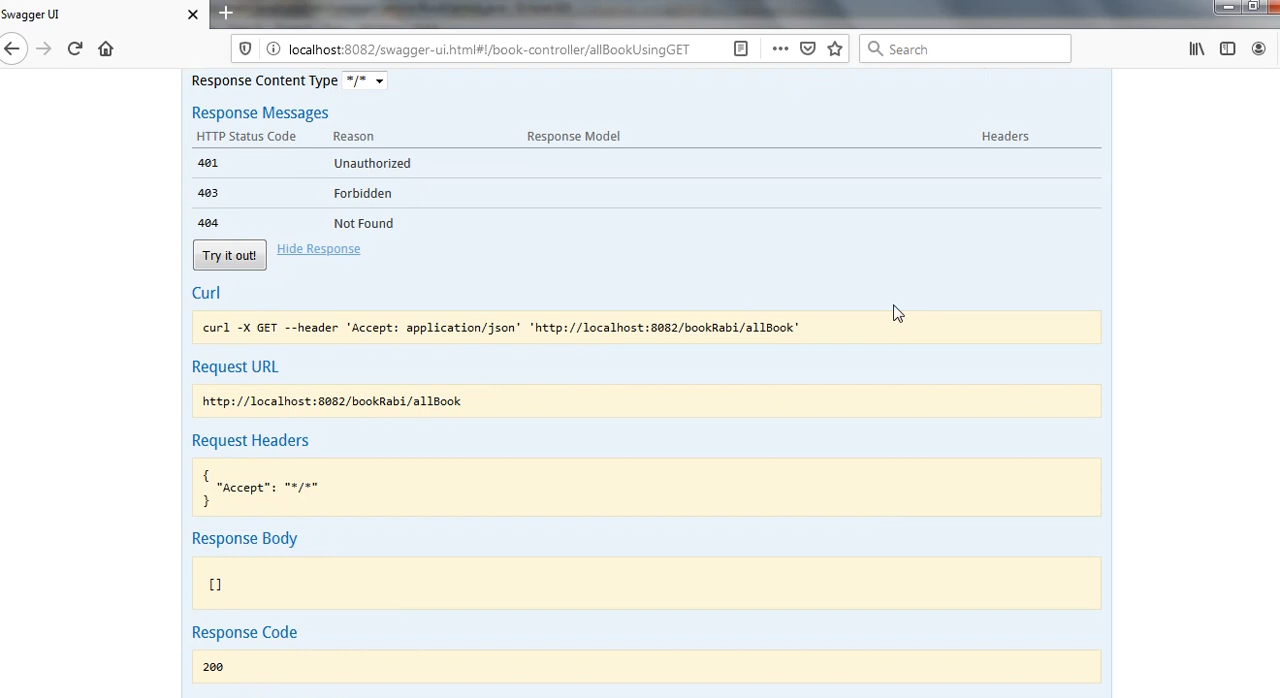 Swagger UI
localhost:8082/swagger-ui.html#!/book-controller/allBookUsingGET
Search
Response Content Type */*
Response Messages
HTTP Status Code Reason Response Model Headers
401 Unauthorized
403 Forbidden
404 Not Found
Try it out! Hide Response
Curl
curl -X GET --header 'Accept: application/json' 'http://localhost:8082/bookRabi/allBook'
Request URL
http://localhost:8082/bookRabi/allBook
Request Headers
{
"Accept": "*/*"
}
Response Body
[]
Response Code
200